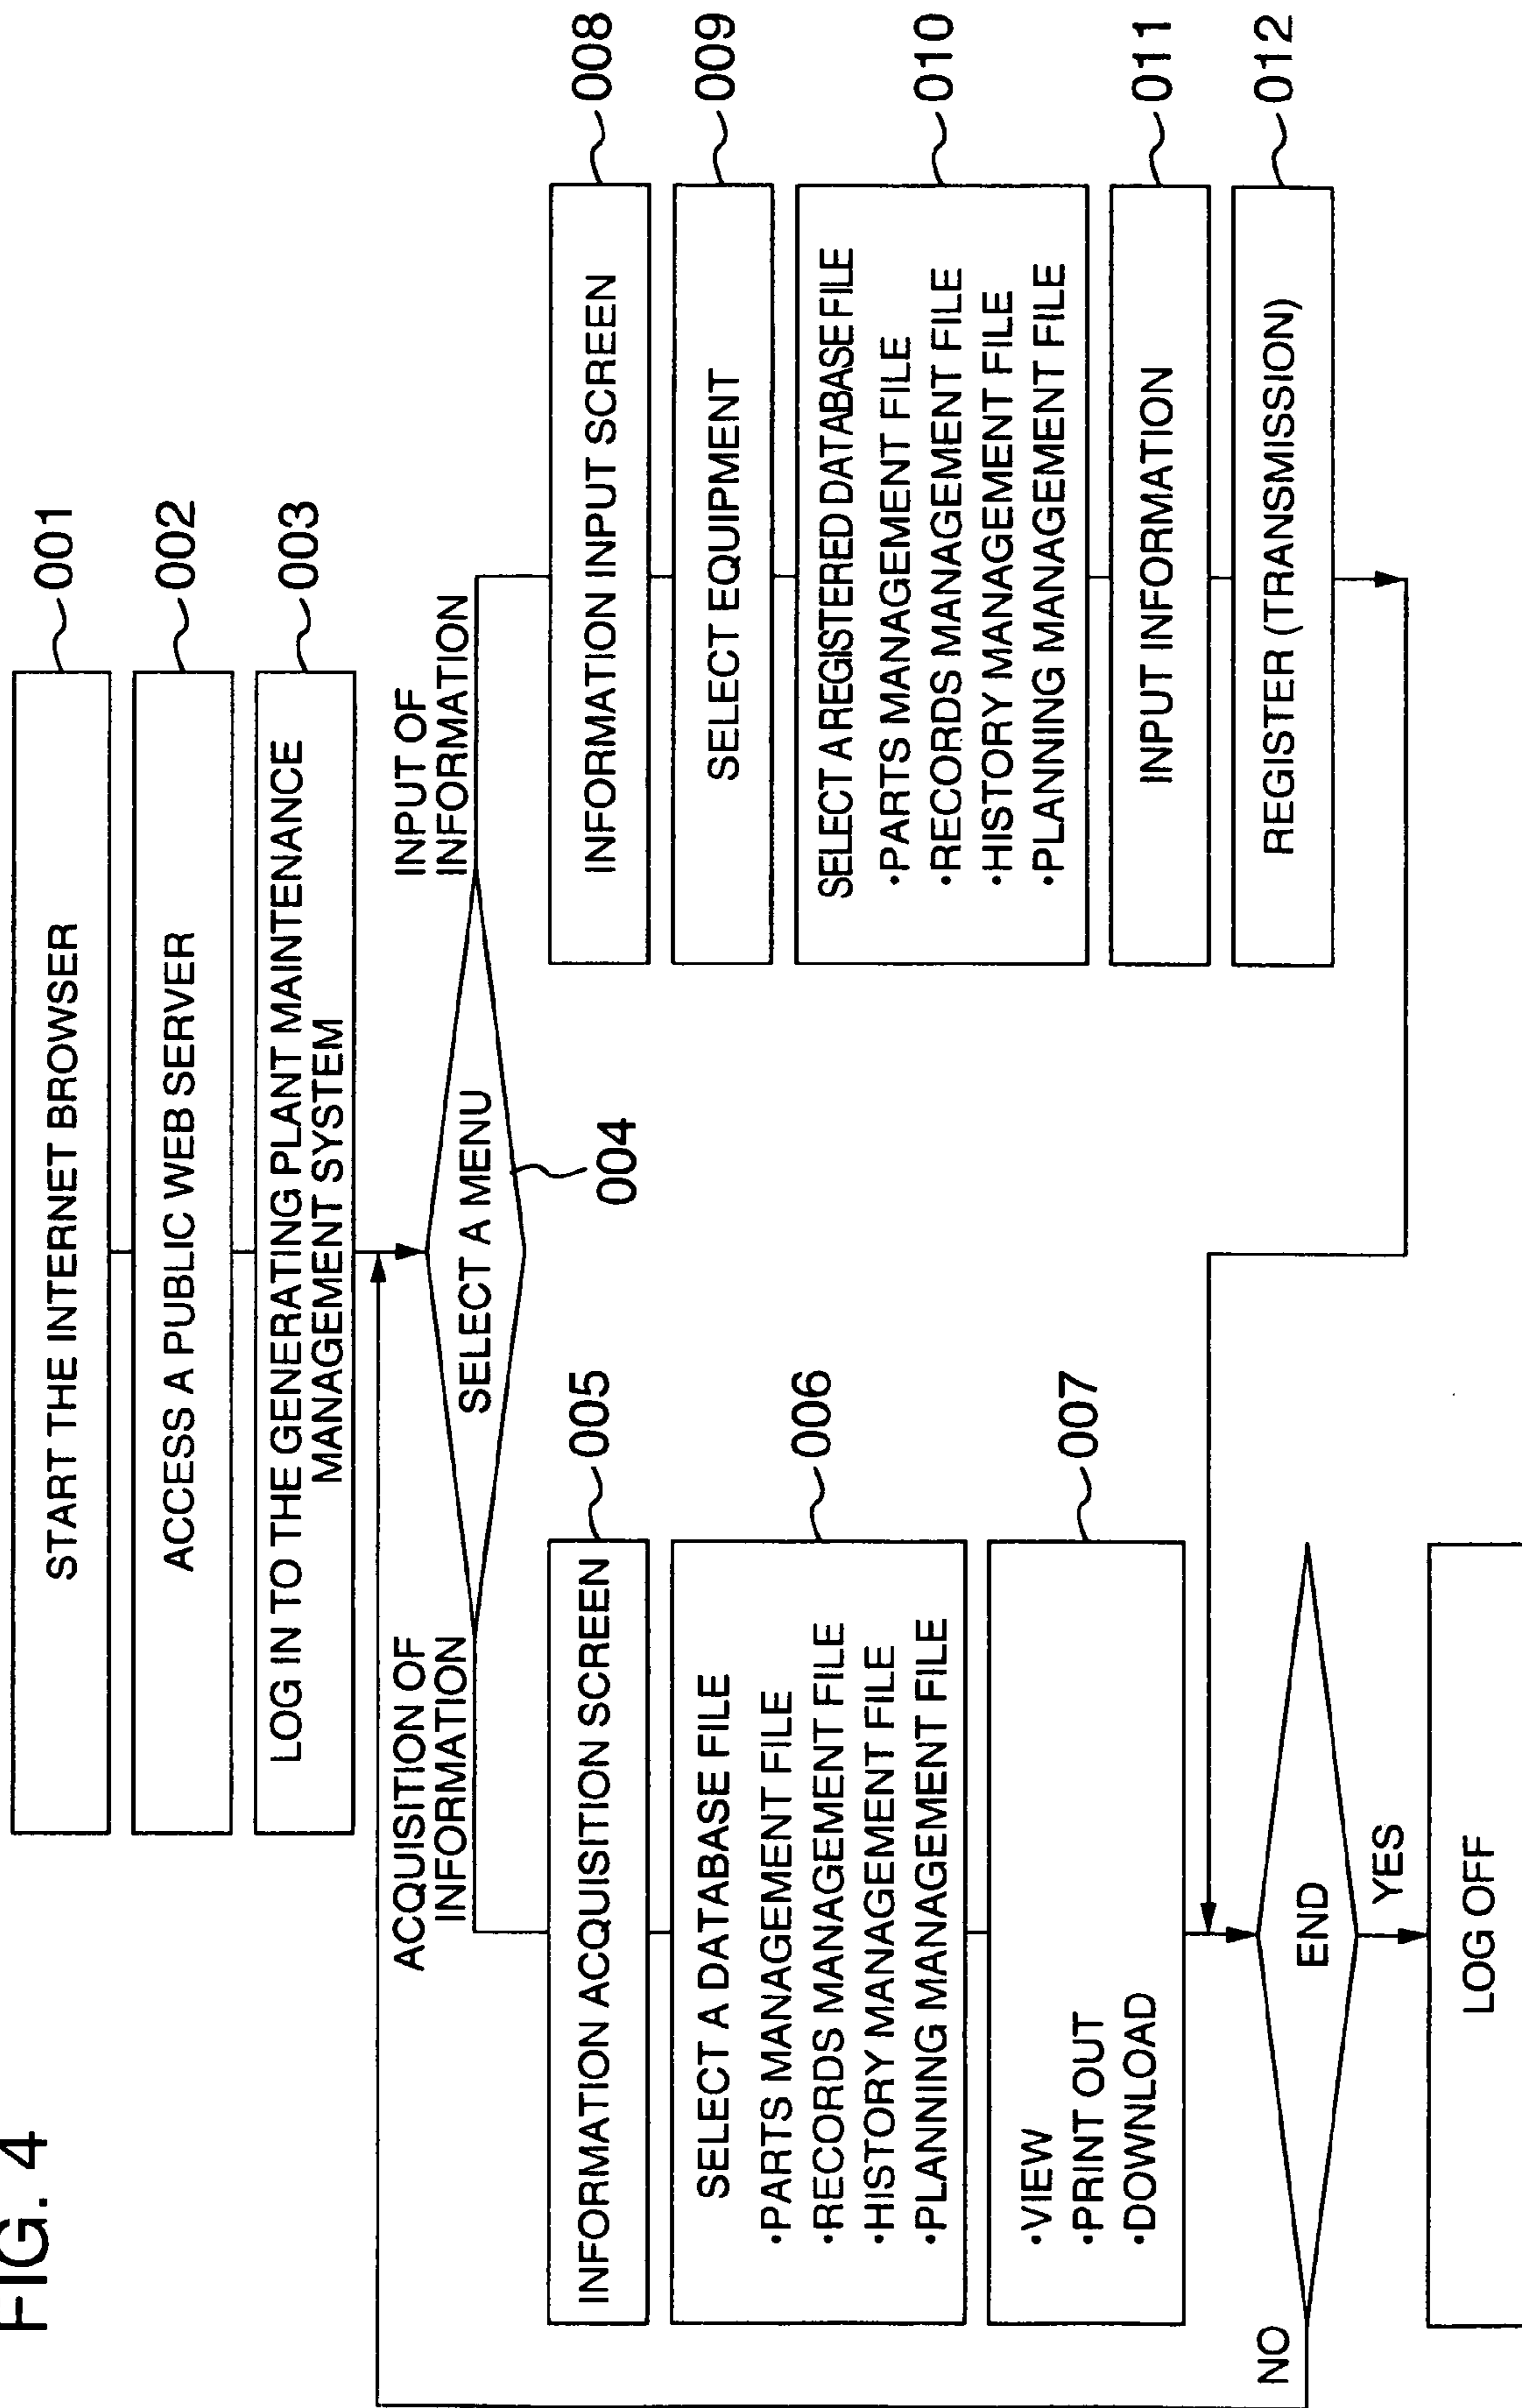 FIG. 4
START THE INTERNET BROWSER
001
ACCESS A PUBLIC WEB SERVER
002
LOG IN TO THE GENERATING PLANT MAINTENANCE
MANAGEMENT SYSTEM
003
SELECT A MENU
004
ACQUISITION OF
INFORMATION
INFORMATION ACQUISITION SCREEN
005
SELECT A DATABASE FILE
•PARTS MANAGEMENT FILE
•RECORDS MANAGEMENT FILE
•HISTORY MANAGEMENT FILE
•PLANNING MANAGEMENT FILE
006
•VIEW
•PRINT OUT
•DOWNLOAD
007
INPUT OF
INFORMATION
INFORMATION INPUT SCREEN
008
SELECT EQUIPMENT
009
SELECT A REGISTERED DATABASE FILE
•PARTS MANAGEMENT FILE
•RECORDS MANAGEMENT FILE
•HISTORY MANAGEMENT FILE
•PLANNING MANAGEMENT FILE
010
INPUT INFORMATION
011
REGISTER (TRANSMISSION)
012
END
NO
YES
LOG OFF